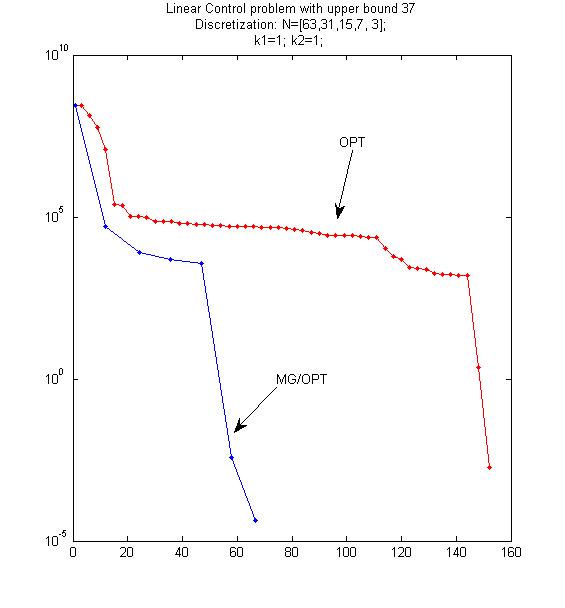 Linear Control problem with upper bound 37
Discretization: N=[63,31,15,7, 3];
k1=1; k2=1;
10^10
OPT
10^5
10^0
MG/OPT
10^-5
0 20 40 60 80 100 120 140 160